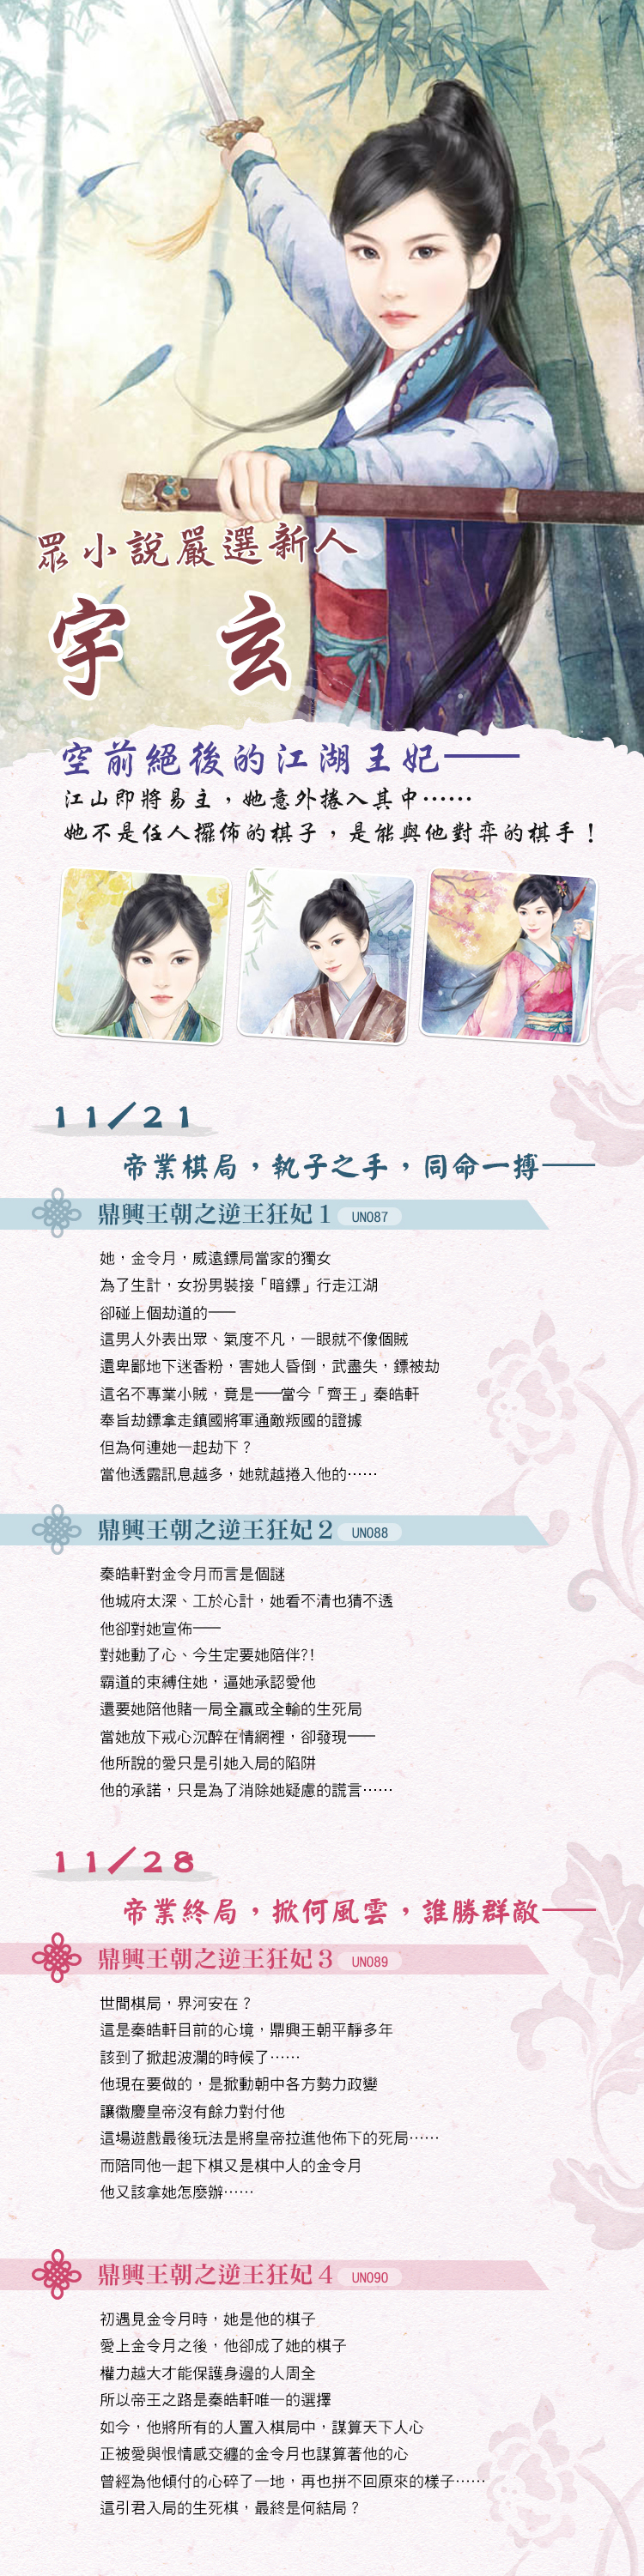 眾小說嚴選新人
宇玄
空前絕後的江湖王妃——
江山即將易主，她意外捲入其中……
她不是任人擺佈的棋子，是能與他對弈的棋手！
11/21
帝業棋局，執子之手，同命一搏——
鼎興王朝之逆王狂妃1 UN087
她，金令月，威遠鏢局當家的獨女
為了生計，女扮男裝接「暗鏢」行走江湖
卻碰上個劫道的——
這男人外表出眾、氣度不凡，一眼就不像個賊
還卑鄙地下迷香粉，害她人昏倒，武盡失，鏢被劫
這名不專業小賊，竟是——當今「齊王」秦皓軒
奉旨劫鏢拿走鎮國將軍通敵叛國的證據
但為何連她一起劫下？
當他透露訊息越多，她就越捲入他的……
鼎興王朝之逆王狂妃2 UN088
秦皓軒對金令月而言是個謎
他城府太深、工於心計，她看不清也猜不透
他卻對她宣佈——
對她動了心、今生定要她陪伴?!
霸道的束縛住她，逼她承認愛他
還要她陪他賭一局全贏或全輸的生死局
當她放下戒心沉醉在情網裡，卻發現——
他所說的愛只是引她入局的陷阱
他的承諾，只是為了消除她疑慮的謊言……
11/28
帝業終局，掀何風雲，誰勝群敵——
鼎興王朝之逆王狂妃3 UN089
世間棋局，界河安在？
這是秦皓軒目前的心境，鼎興王朝平靜多年
該到了掀起波瀾的時候了……
他現在要做的，是掀動朝中各方勢力政變
讓徽慶皇帝沒有餘力對付他
這場遊戲最後玩法是將皇帝拉進他佈下的死局……
而陪同他一起下棋又是棋中人的金令月
他又該拿她怎麼辦……
鼎興王朝之逆王狂妃4 UN090
初遇見金令月時，她是他的棋子
愛上金令月之後，他卻成了她的棋子
權力越大才能保護身邊的人周全
所以帝王之路是秦皓軒唯一的選擇
如今，他將所有的人置入棋局中，謀算天下人心
正被愛與恨情感交纏的金令月也謀算著他的心
曾經為他傾付的心碎了一地，再也拼不回原來的樣子……
這引君入局的生死棋，最終是何結局？